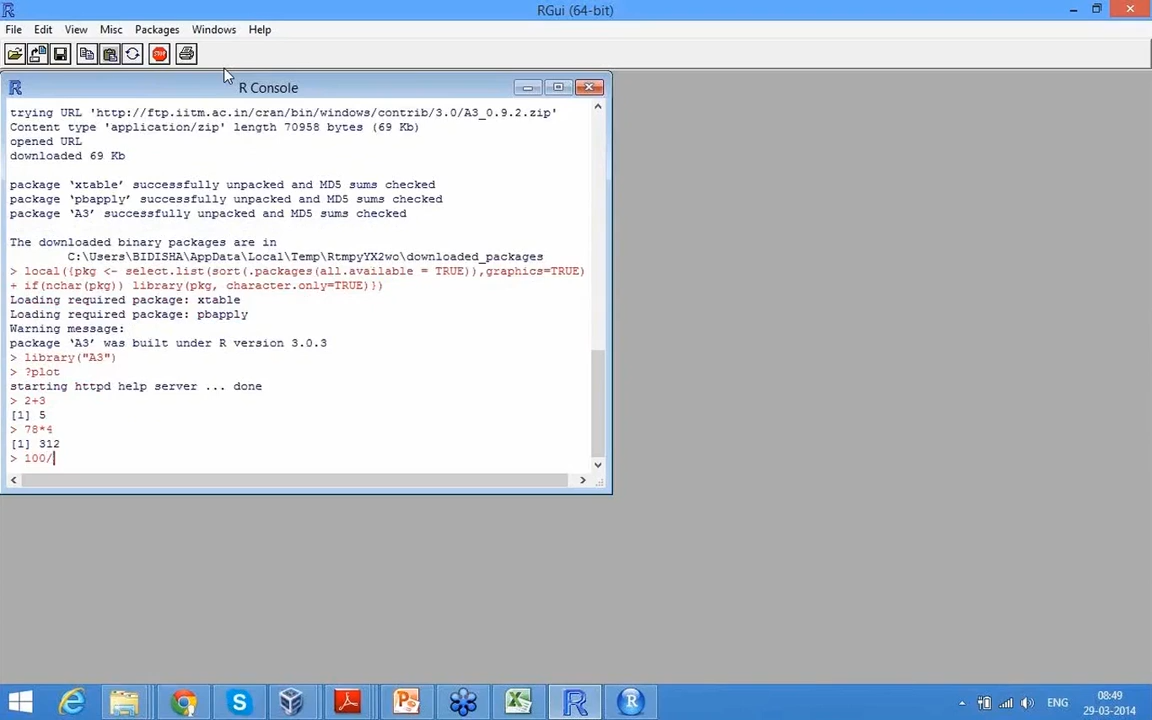 RGui (64-bit)
File Edit View Misc Packages Windows Help
STOP
R Console
trying URL 'http://ftp.iitm.ac.in/cran/bin/windows/contrib/3.0/A3_0.9.2.zip'
Content type 'application/zip' length 70958 bytes (69 Kb)
opened URL
downloaded 69 Kb
package ‘xtable’ successfully unpacked and MD5 sums checked
package ‘pbapply’ successfully unpacked and MD5 sums checked
package ‘A3’ successfully unpacked and MD5 sums checked
The downloaded binary packages are in
C:\Users\BIDISHA\AppData\Local\Temp\RtmpyYX2wo\downloaded_packages
> local({pkg <- select.list(sort(.packages(all.available = TRUE)),graphics=TRUE)
+ if(nchar(pkg)) library(pkg, character.only=TRUE)})
Loading required package: xtable
Loading required package: pbapply
Warning message:
package ‘A3’ was built under R version 3.0.3
> library("A3")
> ?plot
starting httpd help server ... done
> 2+3
[1] 5
> 78*4
[1] 312
> 100/
ENG
08:49
29-03-2014